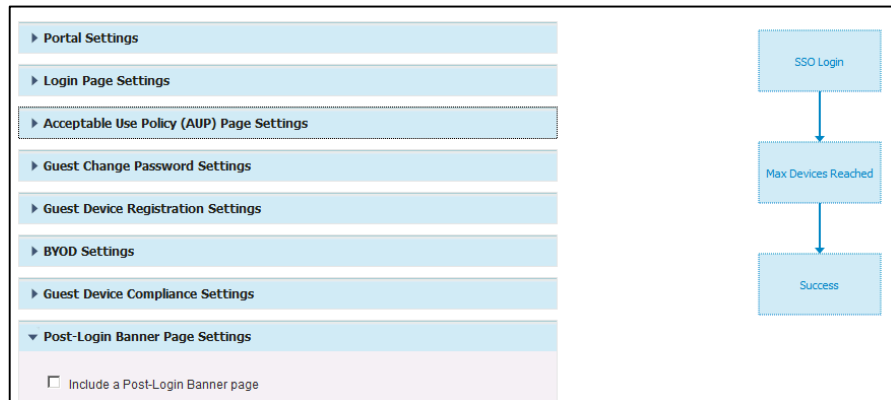 Portal Settings
Login Page Settings
Acceptable Use Policy (AUP) Page Settings
Guest Change Password Settings
Guest Device Registration Settings
BYOD Settings
Guest Device Compliance Settings
Post-Login Banner Page Settings
Include a Post-Login Banner page
SSO Login
Max Devices Reached
Success